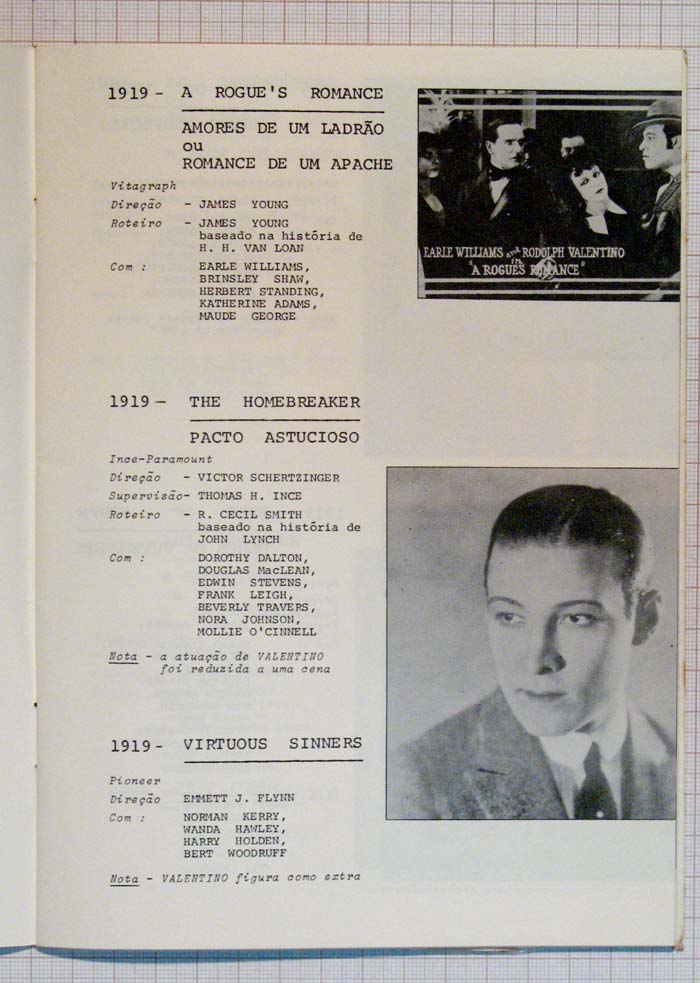 1919 - A ROGUE'S ROMANCE
AMORES DE UM LADRÃO
ou
ROMANCE DE UM APACHE
Vitagraph
Direção - JAMES YOUNG
Roteiro - JAMES YOUNG
baseado na história de
H. H. VAN LOAN
Com : EARLE WILLIAMS,
BRINSLEY SHAW,
HERBERT STANDING,
KATHERINE ADAMS,
MAUDE GEORGE
EARLE WILLIAMS and RODOLPH VALENTINO
in
"A ROGUE'S ROMANCE"
1919 - THE HOMEBREAKER
PACTO ASTUCIOSO
Ince-Paramount
Direção - VICTOR SCHERTZINGER
Supervisão- THOMAS H. INCE
Roteiro - R. CECIL SMITH
baseado na história de
JOHN LYNCH
Com : DOROTHY DALTON,
DOUGLAS MacLEAN,
EDWIN STEVENS,
FRANK LEIGH,
BEVERLY TRAVERS,
NORA JOHNSON,
MOLLIE O'CINNELL
Nota - a atuação de VALENTINO
foi reduzida a uma cena
1919 - VIRTUOUS SINNERS
Pioneer
Direção EMMETT J. FLYNN
Com : NORMAN KERRY,
WANDA HAWLEY,
HARRY HOLDEN,
BERT WOODRUFF
Nota - VALENTINO figura como extra